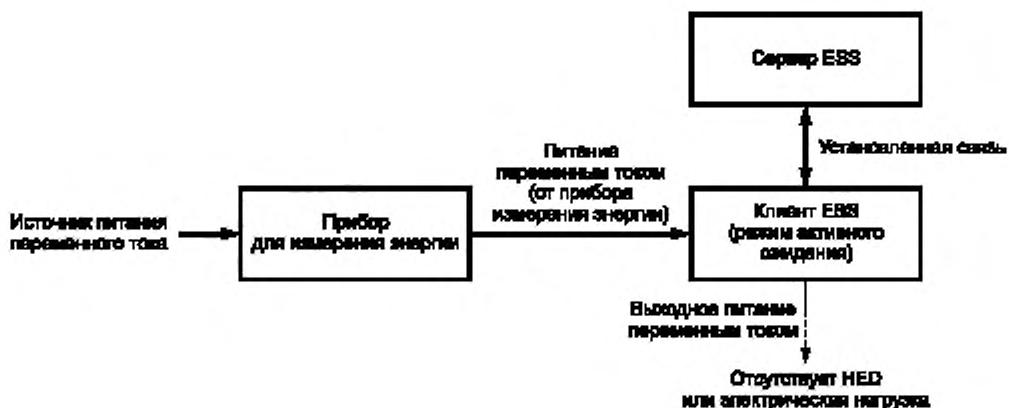 Сервер ESS
Установленная связь
Питание
переменным током
(от прибора
измерения энергии)
Источник питания
переменного тока
Прибор
для измерения энергии
Клиент ESS
(режим активного
ожидания)
Выходное питание
переменным током
Отсутствует HED
или электрическая нагрузка